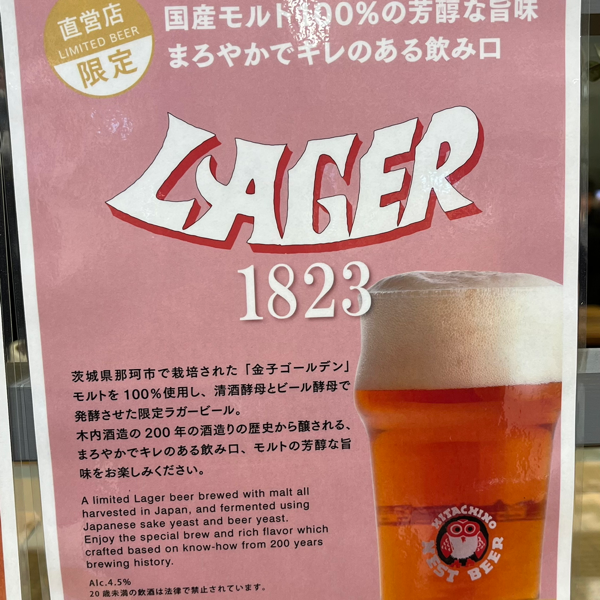 直営店
LIMITED BEER
限定
国産モルト100%の芳醇な旨味
まろやかでキレのある飲み口
LAGER
1823
茨城県那珂市で栽培された「金子ゴールデン」
モルトを100%使用し、清酒酵母とビール酵母で
発酵させた限定ラガービール。
木内酒造の200年の酒造りの歴史から醸される、
まろやかでキレのある飲み口、モルトの芳醇な旨
味をお楽しみください。
A limited Lager beer brewed with malt all
harvested in Japan, and fermented using
Japanese sake yeast and beer yeast.
Enjoy the special brew and rich flavor which
crafted based on know-how from 200 years
brewing history.
Alc.4.5%
20歳未満の飲酒は法律で禁止されています。
HITACHINO
NEST BEER